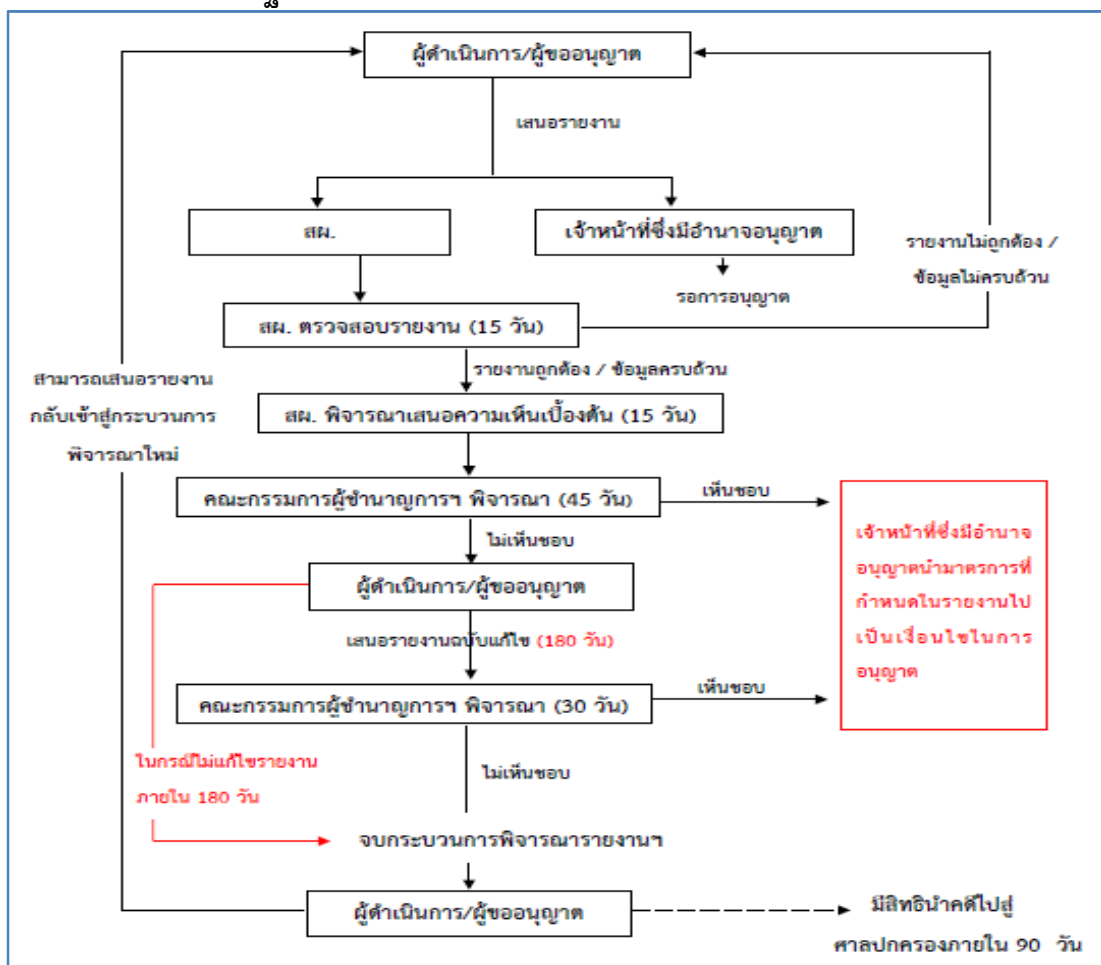 ผู้ดำเนินการ/ผู้ขออนุญาต
เสนอรายงาน
สผ.
เจ้าหน้าที่ซึ่งมีอำนาจอนุญาต
รอการอนุญาต
รายงานไม่ถูกต้อง /
ข้อมูลไม่ครบถ้วน
สผ. ตรวจสอบรายงาน (15 วัน)
รายงานถูกต้อง / ข้อมูลครบถ้วน
สามารถเสนอรายงาน
กลับเข้าสู่กระบวนการ
พิจารณาใหม่
สผ. พิจารณาเสนอความเห็นเบื้องต้น (15 วัน)
คณะกรรมการผู้ชำนาญการฯ พิจารณา (45 วัน)
เห็นชอบ
ไม่เห็นชอบ
เจ้าหน้าที่ซึ่งมีอำนาจ
อนุญาตนำมาตรการที่
กำหนดในรายงานไป
เป็นเงื่อนไขในการ
อนุญาต
ผู้ดำเนินการ/ผู้ขออนุญาต
เสนอรายงานฉบับแก้ไข (180 วัน)
คณะกรรมการผู้ชำนาญการฯ พิจารณา (30 วัน)
เห็นชอบ
ไม่เห็นชอบ
ในกรณีไม่แก้ไขรายงาน
ภายใน 180 วัน
จบกระบวนการพิจารณารายงานฯ
ผู้ดำเนินการ/ผู้ขออนุญาต
มีสิทธินำคดีไปสู่
ศาลปกครองภายใน 90 วัน